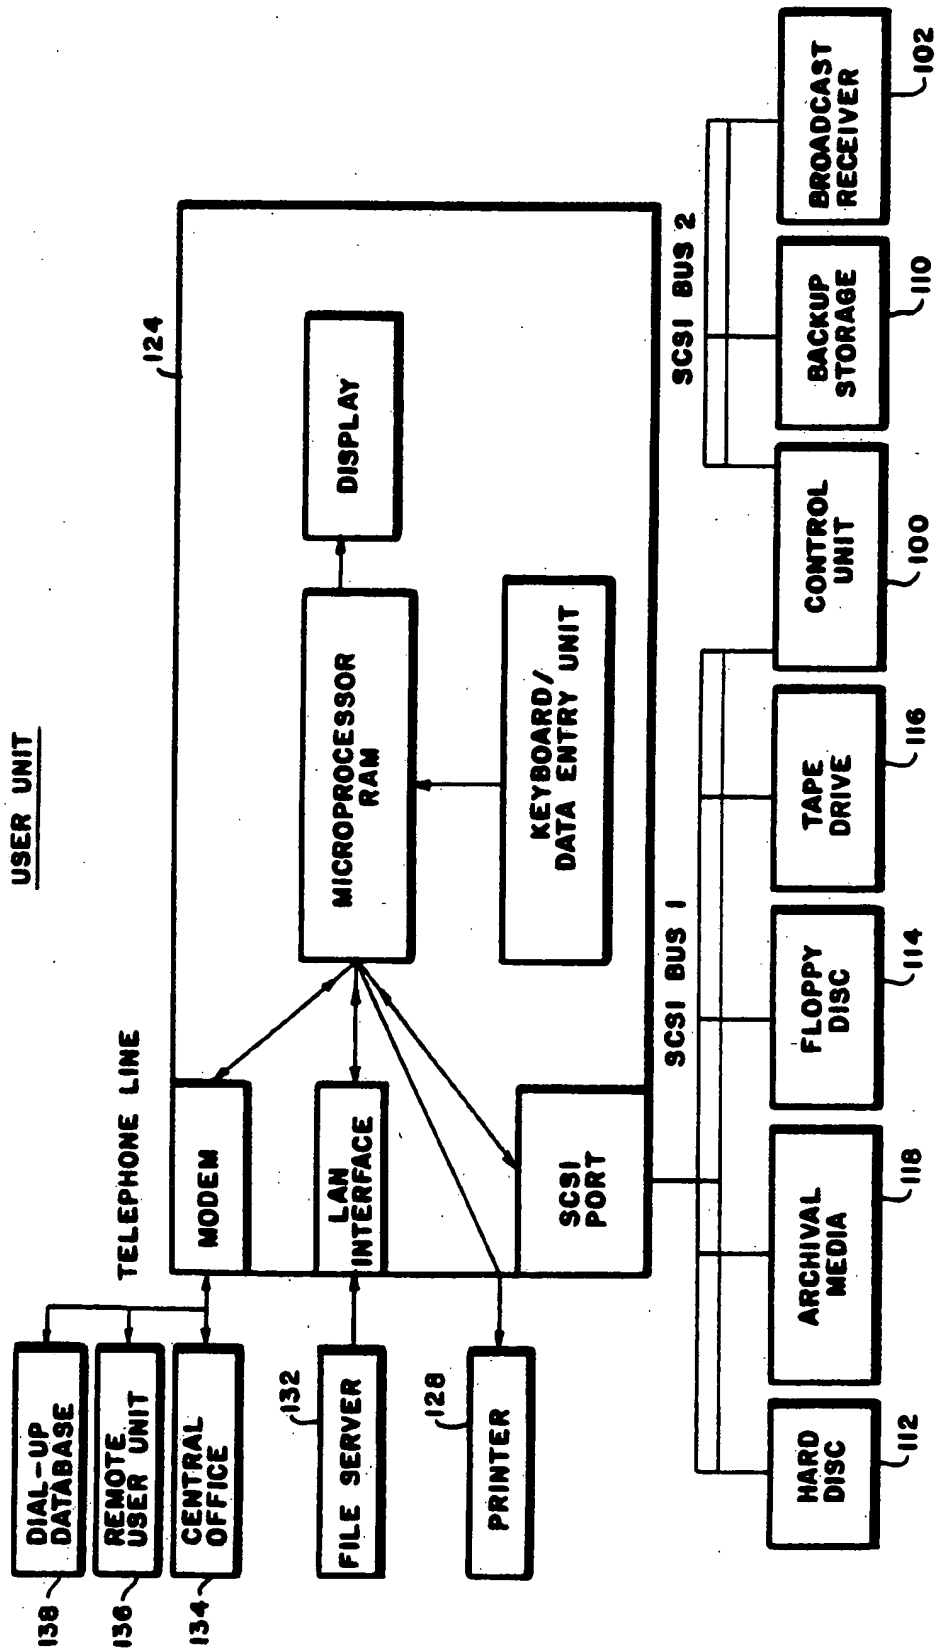 USER UNIT
138
DIAL-UP
DATABASE
136
REMOTE
USER UNIT
134
CENTRAL
OFFICE
TELEPHONE LINE
124
MODEM
132
FILE SERVER
LAN
INTERFACE
MICROPROCESSOR
RAM
DISPLAY
128
PRINTER
KEYBOARD/
DATA ENTRY UNIT
SCSI
PORT
SCSI BUS 1
SCSI BUS 2
HARD
DISC
112
ARCHIVAL
MEDIA
118
FLOPPY
DISC
114
TAPE
DRIVE
116
CONTROL
UNIT
100
BACKUP
STORAGE
110
BROADCAST
RECEIVER
102